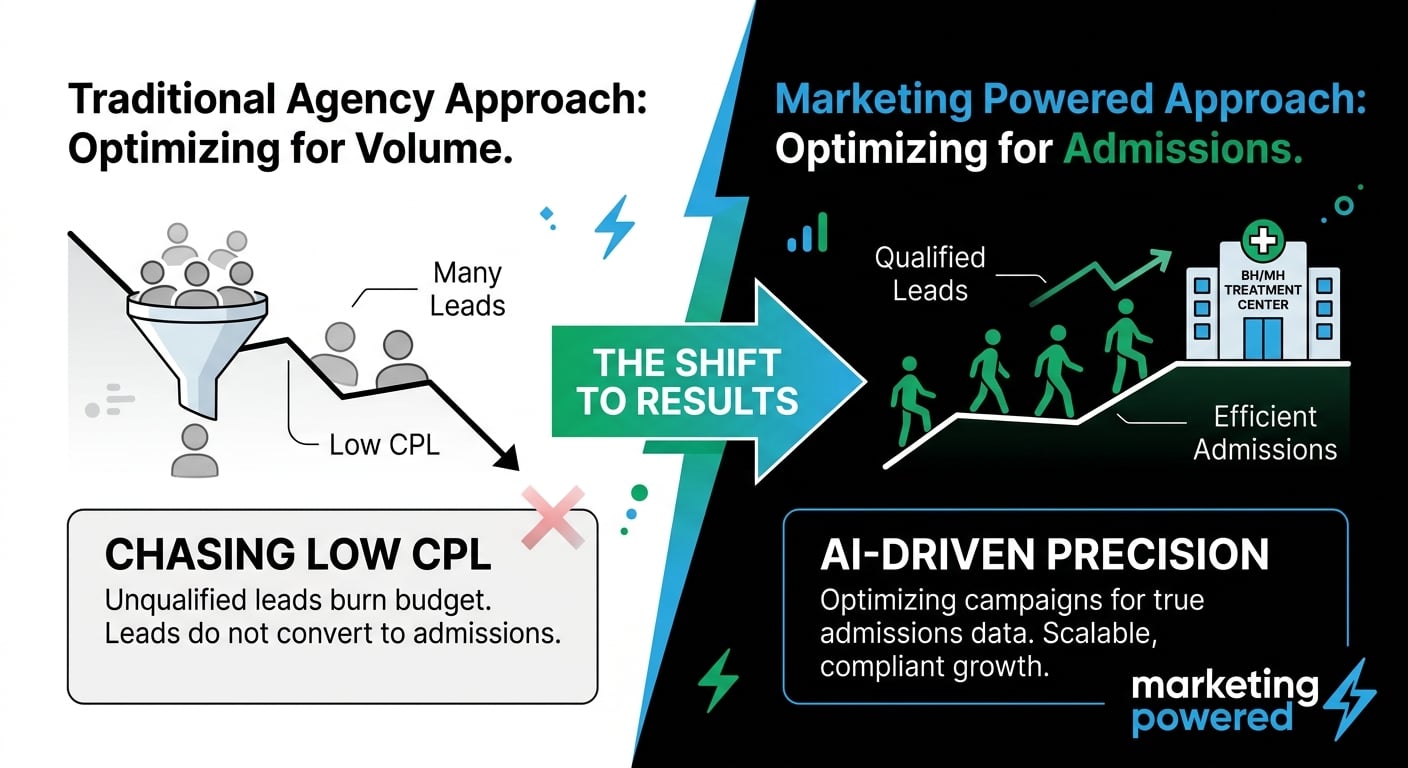 Traditional Agency Approach:
Optimizing for Volume.
Many
Leads
Low CPL
CHASING LOW CPL
Unqualified leads burn budget.
Leads do not convert to admissions.
THE SHIFT
TO RESULTS
Marketing Powered Approach:
Optimizing for Admissions.
Qualified
Leads
BH/MH
TREATMENT
CENTER
Efficient
Admissions
AI-DRIVEN PRECISION
Optimizing campaigns for true
admissions data. Scalable,
compliant growth.
marketing
powered